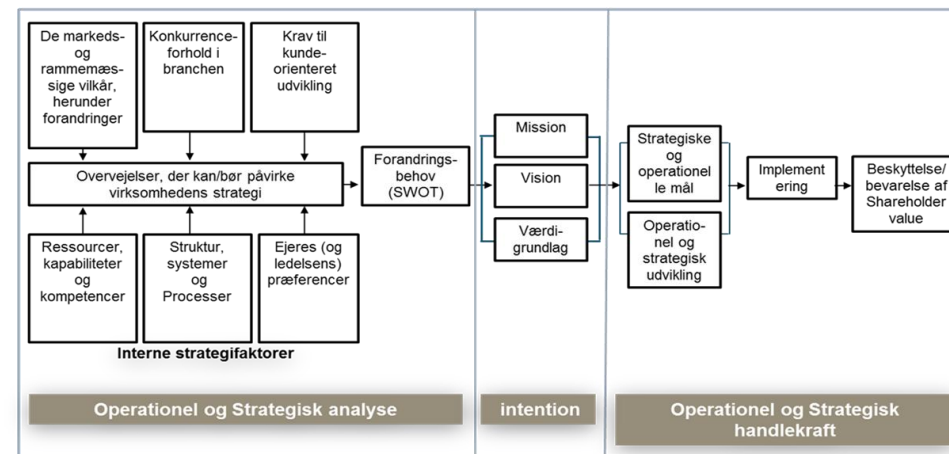 De markeds-
og
rammemæs-
sige vilkår,
herunder
forandringer
Konkurrence-
forhold i
branchen
Krav til
kunde-
orienteret
udvikling
Overvejelser, der kan/bør påvirke
virksomhedens strategi
Ressourcer,
kapabiliteter
og
kompetencer
Struktur,
systemer
og
Processer
Ejeres (og
ledelsens)
præferencer
Interne strategifaktorer
Forandrings-
behov
(SWOT)
Mission
Vision
Værdi-
grundlag
Strategiske
og
operationel
le mål
Operatio-
nel og
strategisk
udvikling
Implement
ering
Beskyttelse/
bevarelse af
Shareholder
value
Operationel og Strategisk analyse
intention
Operationel og Strategisk
handlekraft